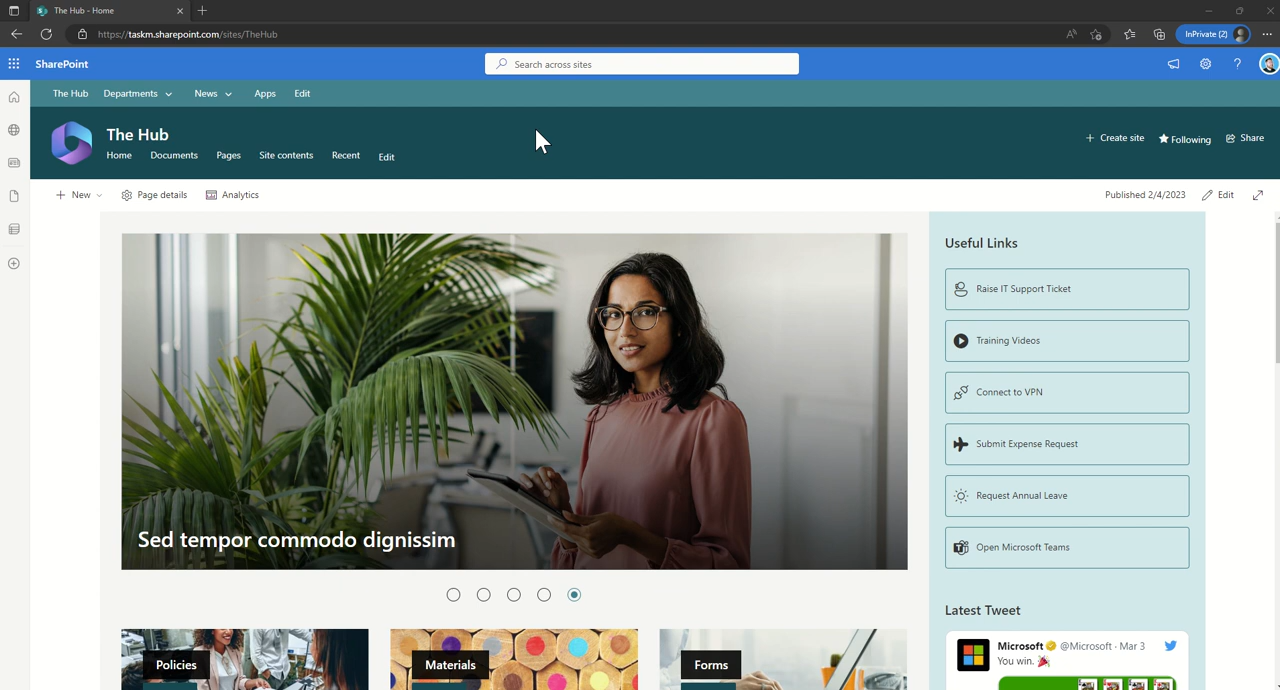 The Hub - Home
https://taskm.sharepoint.com/sites/TheHub
InPrivate (2)
SharePoint
Search across sites
The Hub Departments News Apps Edit
The Hub
Home Documents Pages Site contents Recent Edit
Create site Following Share
New Page details Analytics
Published 2/4/2023 Edit
Sed tempor commodo dignissim
Policies
Materials
Forms
Useful Links
Raise IT Support Ticket
Training Videos
Connect to VPN
Submit Expense Request
Request Annual Leave
Open Microsoft Teams
Latest Tweet
Microsoft @Microsoft · Mar 3
You win. 🎉